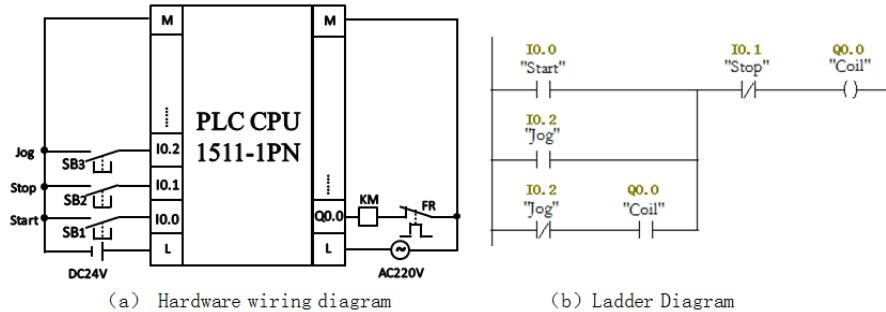 M
M
I0.0
"Start"
I0.1
"Stop"
Q0.0
"Coil"
PLC CPU
1511-1PN
I0.2
"Jog"
Jog
SB3
I0.2
Stop
SB2
I0.1
Start
SB1
I0.0
Q0.0
KM
FR
I0.2
"Jog"
Q0.0
"Coil"
L
L
DC24V
AC220V
(a) Hardware wiring diagram
(b) Ladder Diagram